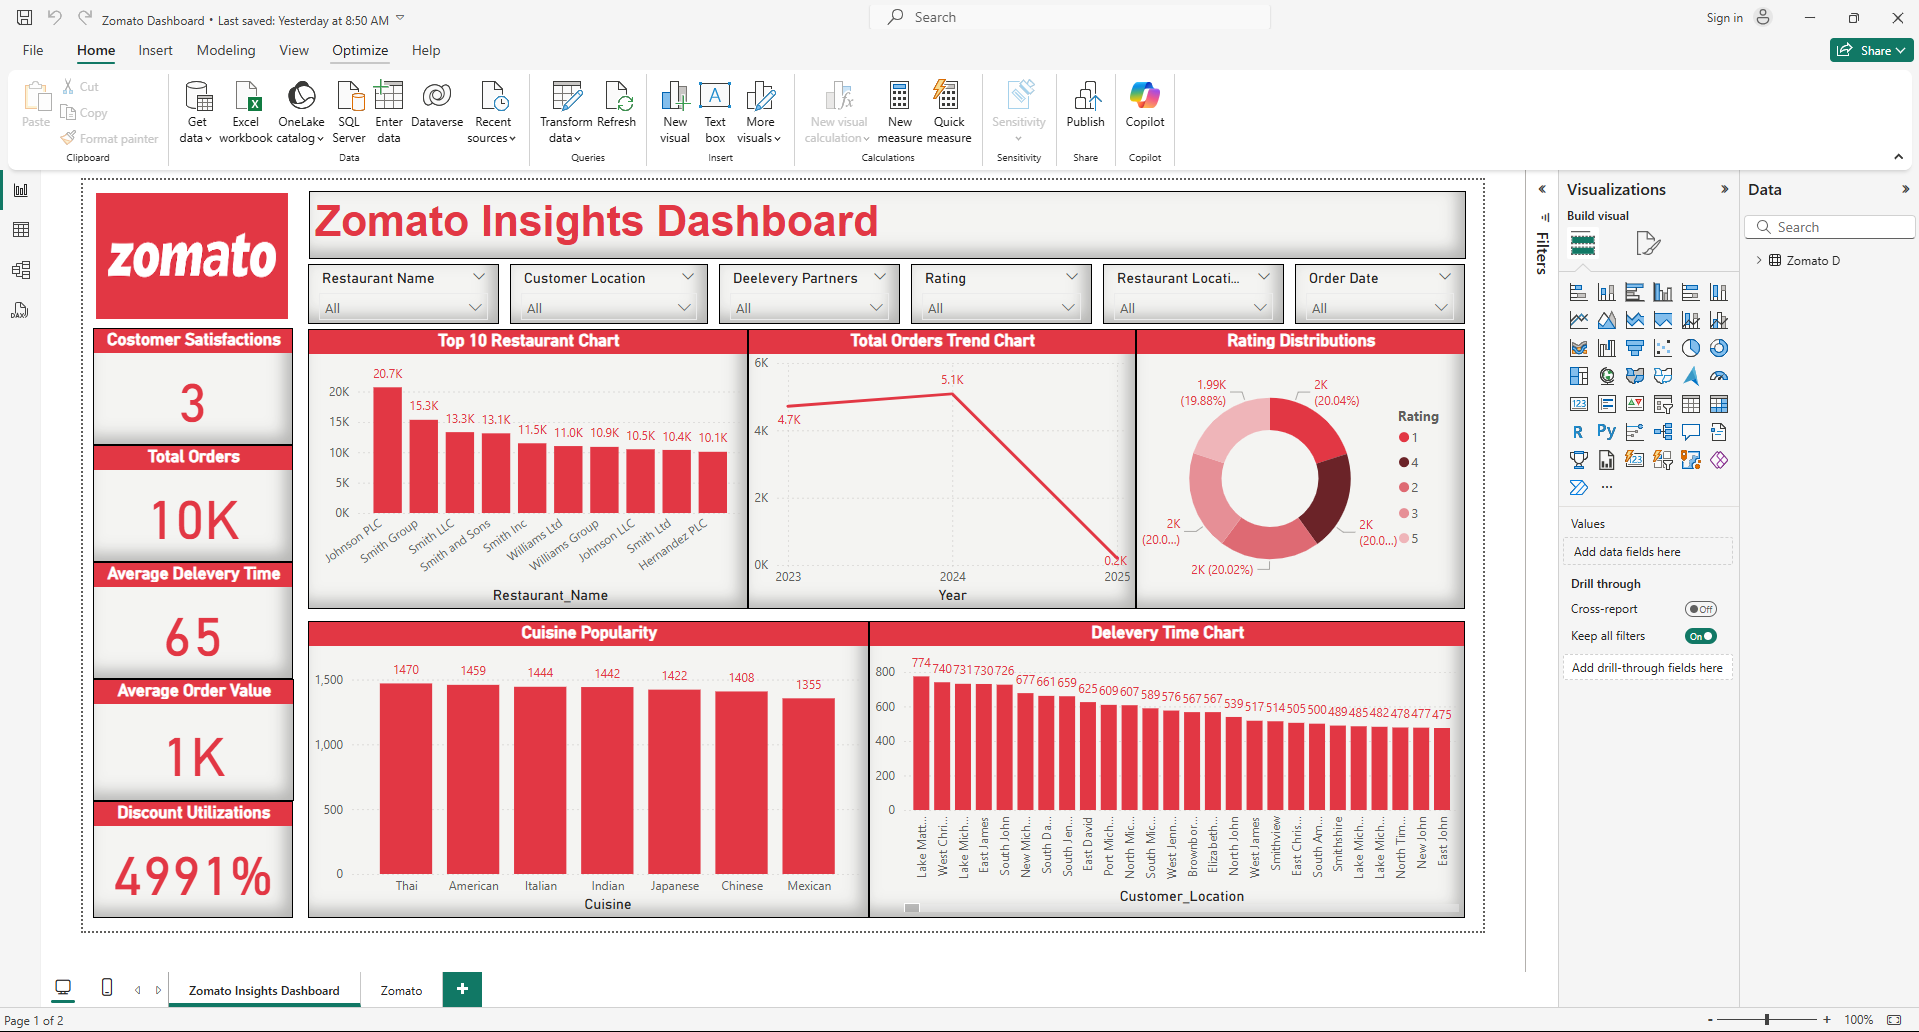 Zomato Dashboard • Last saved: Yesterday at 8:50 AM
Search
Sign in
File Home Insert Modeling View Optimize Help
Share
Paste
Cut
Copy
Format painter
Clipboard
Get data
Excel workbook
OneLake catalog
SQL Server
Enter data
Dataverse
Recent sources
Data
Transform data
Refresh
Queries
New visual
Text box
A
More visuals
Insert
New visual calculation
New measure
Quick measure
Calculations
Sensitivity
Sensitivity
Publish
Share
Copilot
Copilot
DAX
zomato
Zomato Insights Dashboard
Restaurant Name
All
Customer Location
All
Deelevery Partners
All
Rating
All
Restaurant Locati...
All
Order Date
All
Costomer Satisfactions
3
Total Orders
10K
Average Delevery Time
65
Average Order Value
1K
Discount Utilizations
4991%
Top 10 Restaurant Chart
20K
15K
10K
5K
0K
20.7K
15.3K
13.3K
13.1K
11.5K
11.0K
10.9K
10.5K
10.4K
10.1K
Johnson PLC
Smith Group
Smith LLC
Smith and Sons
Smith Inc
Williams Ltd
Williams Group
Johnson LLC
Smith Ltd
Hernandez PLC
Restaurant_Name
Total Orders Trend Chart
6K
4K
2K
0K
4.7K
5.1K
0.2K
2023 2024 2025
Year
Rating Distributions
1.99K
(19.88%)
2K
(20.04%)
2K
(20.0...)
2K
(20.0...)
2K (20.02%)
Rating
1
4
2
3
5
Cuisine Popularity
1,500
1,000
500
0
1470 1459 1444 1442 1422 1408 1355
Thai American Italian Indian Japanese Chinese Mexican
Cuisine
Delevery Time Chart
800
600
400
200
0
774 740 731 730 726 677 661 659 625 609 607 589 576 567 567 539 517 514 505 500 489 485 482 478 477 475
Lake Matt...
West Chri...
Lake Mich...
East James
South John
New Mich...
South Da...
South Jen...
East David
Port Mich...
North Mic...
South Mic...
West Jenn...
Brownbor...
Elizabeth...
North John
West James
Smithview
East Chris...
South Am...
Smithshire
Lake Mich...
Lake Mich...
North Tim...
New John
East John
Customer_Location
Filters
Visualizations
Build visual
123
R Py
123
Values
Add data fields here
Drill through
Cross-report
Off
Keep all filters
On
Add drill-through fields here
Data
Search
Zomato D
Zomato Insights Dashboard
Zomato
+
Page 1 of 2
- + 100%